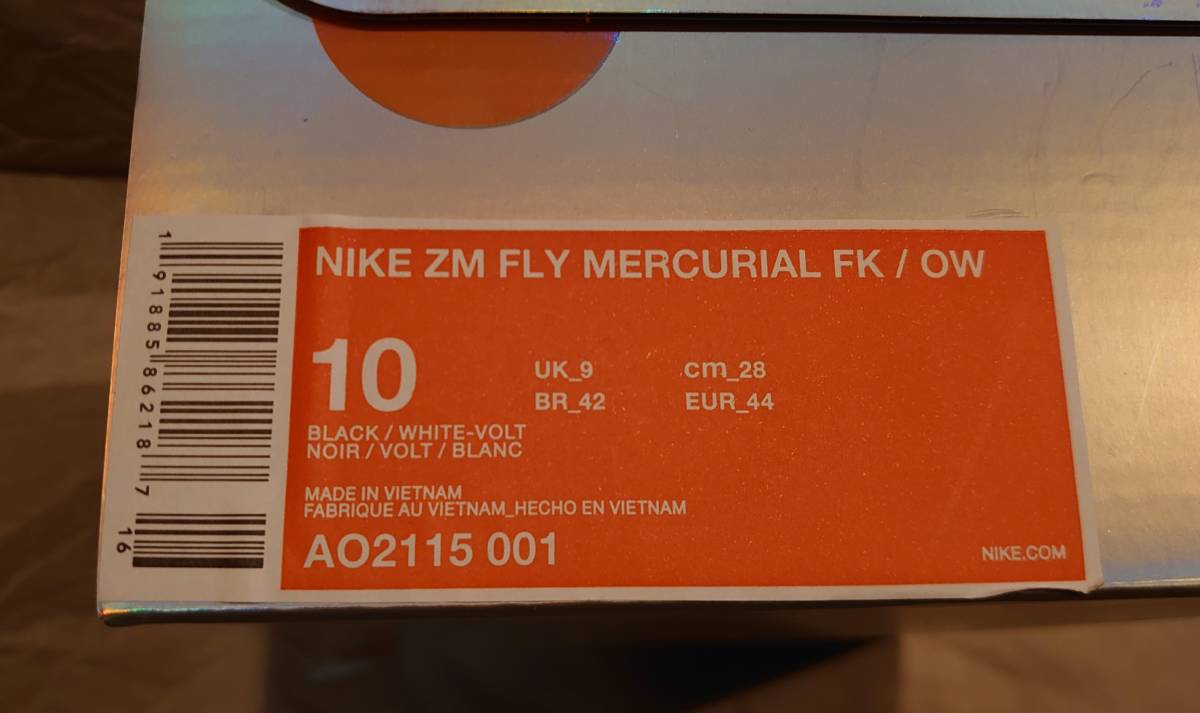 NIKE ZM FLY MERCURIAL FK / OW
10
UK_9 cm_28
BR_42 EUR_44
BLACK / WHITE-VOLT
NOIR / VOLT / BLANC
MADE IN VIETNAM
FABRIQUE AU VIETNAM_HECHO EN VIETNAM
AO2115 001
NIKE.COM
1 91885 86218 7
16